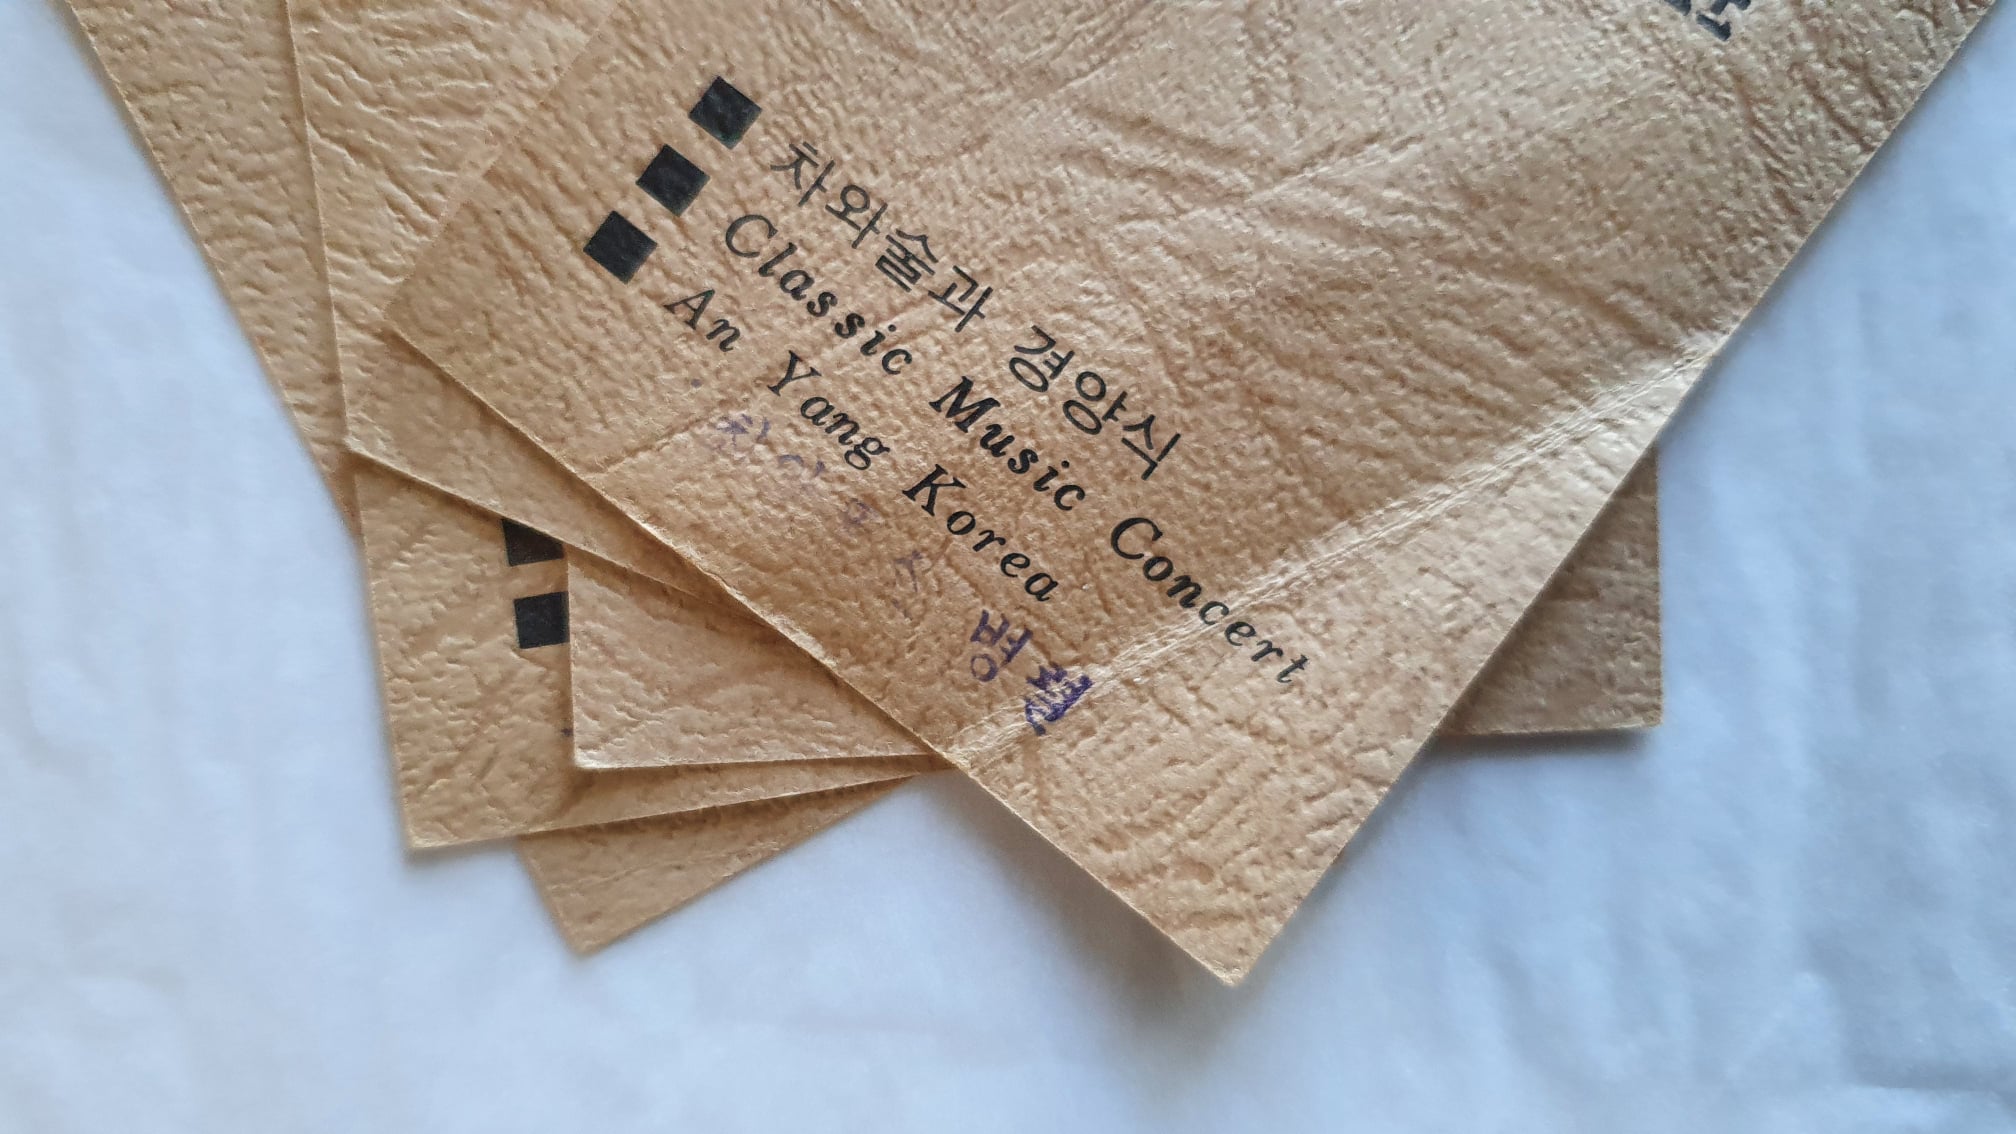 ■ 차와술과 경양식
■ Classic Music Concert
■ An Yang Korea